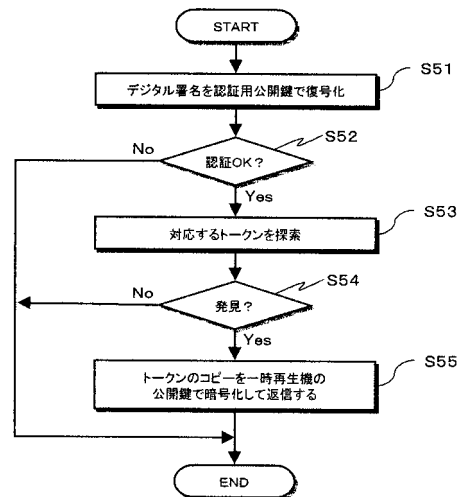 START
S51
デジタル署名を認証用公開鍵で復号化
S52
No
認証OK？
Yes
S53
対応するトークンを探索
S54
No
発見？
Yes
S55
トークンのコピーを一時再生機の
公開鍵で暗号化して返信する
END